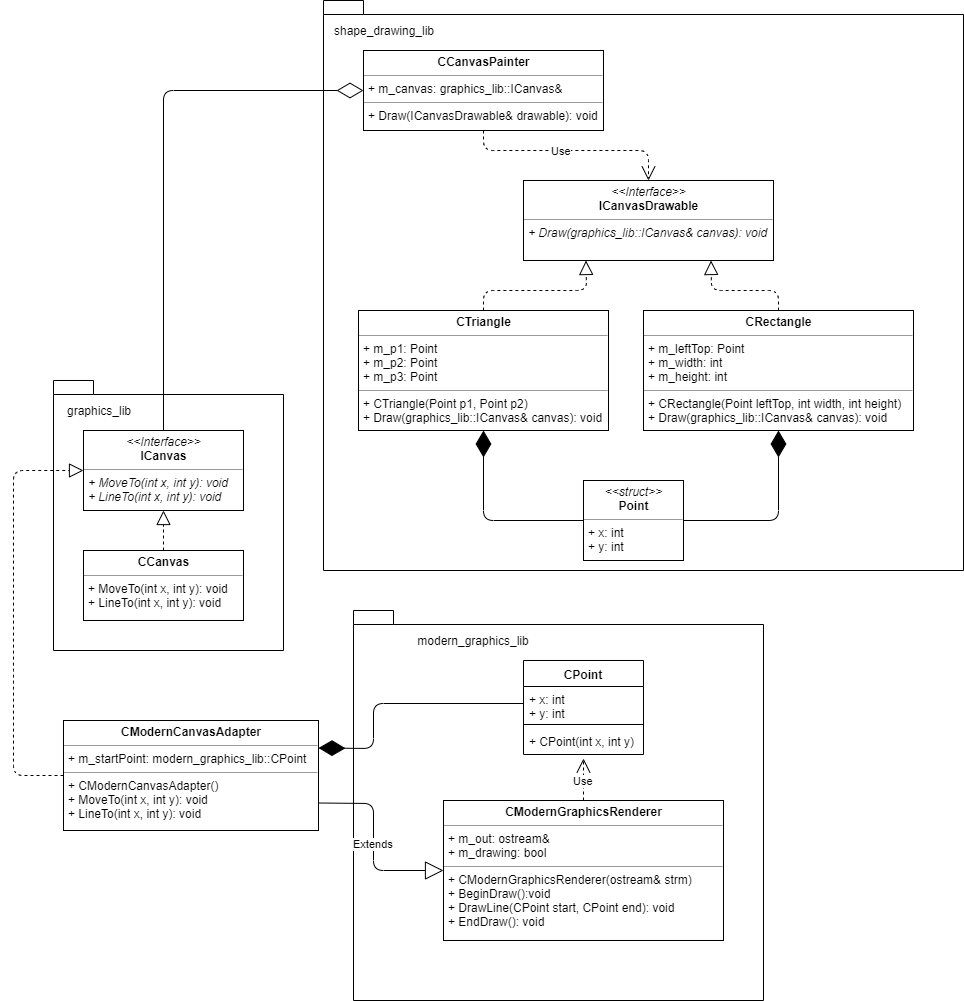 shape_drawing_lib
CCanvasPainter
+ m_canvas: graphics_lib::ICanvas&
+ Draw(ICanvasDrawable& drawable): void
Use
<<Interface>>
ICanvasDrawable
+ Draw(graphics_lib::ICanvas& canvas): void
CTriangle
+ m_p1: Point
+ m_p2: Point
+ m_p3: Point
+ CTriangle(Point p1, Point p2)
+ Draw(graphics_lib::ICanvas& canvas): void
CRectangle
+ m_leftTop: Point
+ m_width: int
+ m_height: int
+ CRectangle(Point leftTop, int width, int height)
+ Draw(graphics_lib::ICanvas& canvas): void
<<struct>>
Point
+ x: int
+ y: int
graphics_lib
<<Interface>>
ICanvas
+ MoveTo(int x, int y): void
+ LineTo(int x, int y): void
CCanvas
+ MoveTo(int x, int y): void
+ LineTo(int x, int y): void
modern_graphics_lib
CPoint
+ x: int
+ y: int
+ CPoint(int x, int y)
Use
CModernCanvasAdapter
+ m_startPoint: modern_graphics_lib::CPoint
+ CModernCanvasAdapter()
+ MoveTo(int x, int y): void
+ LineTo(int x, int y): void
Extends
CModernGraphicsRenderer
+ m_out: ostream&
+ m_drawing: bool
+ CModernGraphicsRenderer(ostream& strm)
+ BeginDraw():void
+ DrawLine(CPoint start, CPoint end): void
+ EndDraw(): void